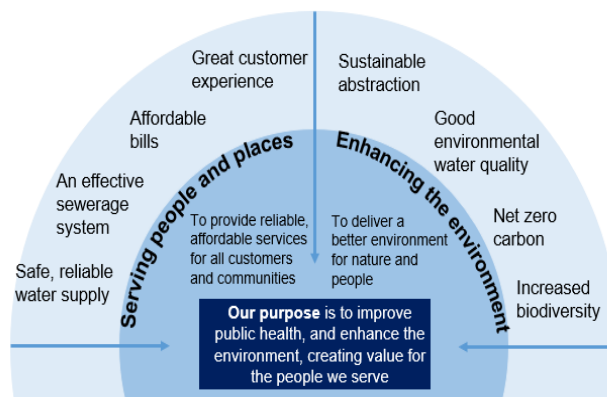 Great customer
experience
Affordable
bills
An effective
sewerage
system
Safe, reliable
water supply
Serving people and places
To provide reliable,
affordable services
for all customers
and communities
Sustainable
abstraction
Good
environmental
water quality
Net zero
carbon
Increased
biodiversity
Enhancing the environment
To deliver a
better environment
for nature and
people
Our purpose is to improve
public health, and enhance the
environment, creating value for
the people we serve